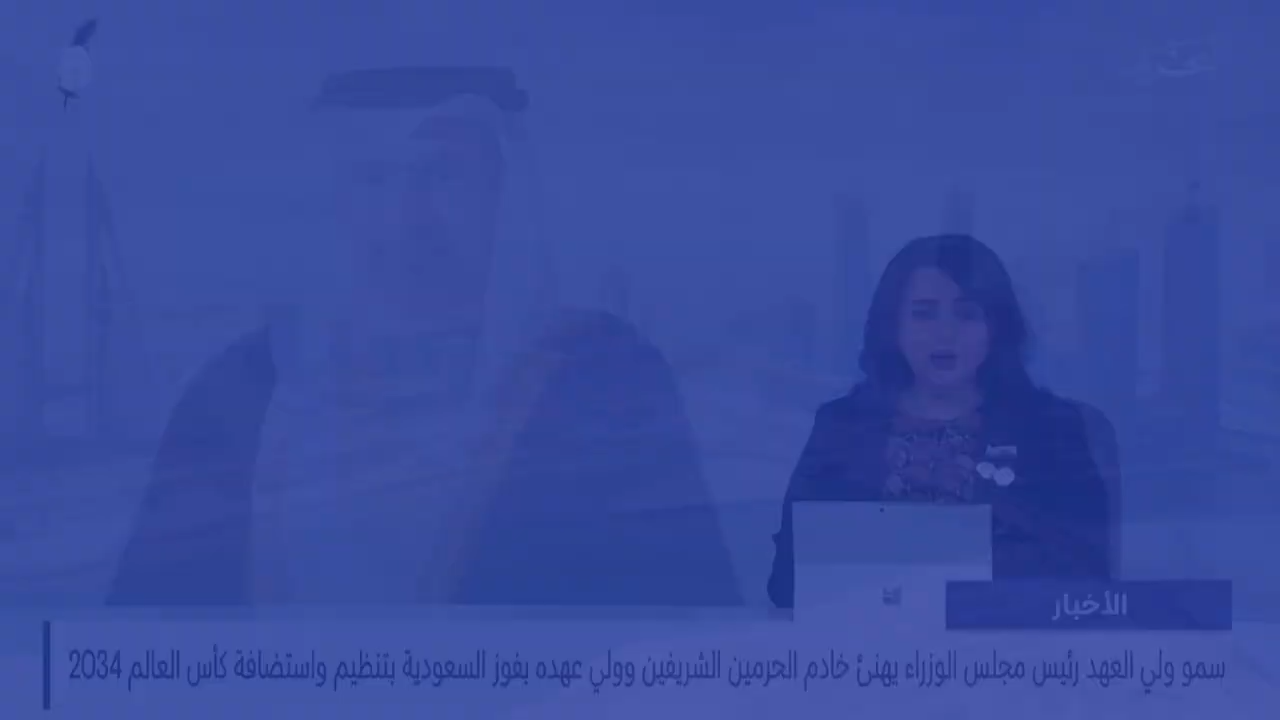 الأخبار
سمو ولي العهد رئيس مجلس الوزراء يهنئ خادم الحرمين الشريفين وولي عهده بفوز السعودية بتنظيم واستضافة كأس العالم 2034